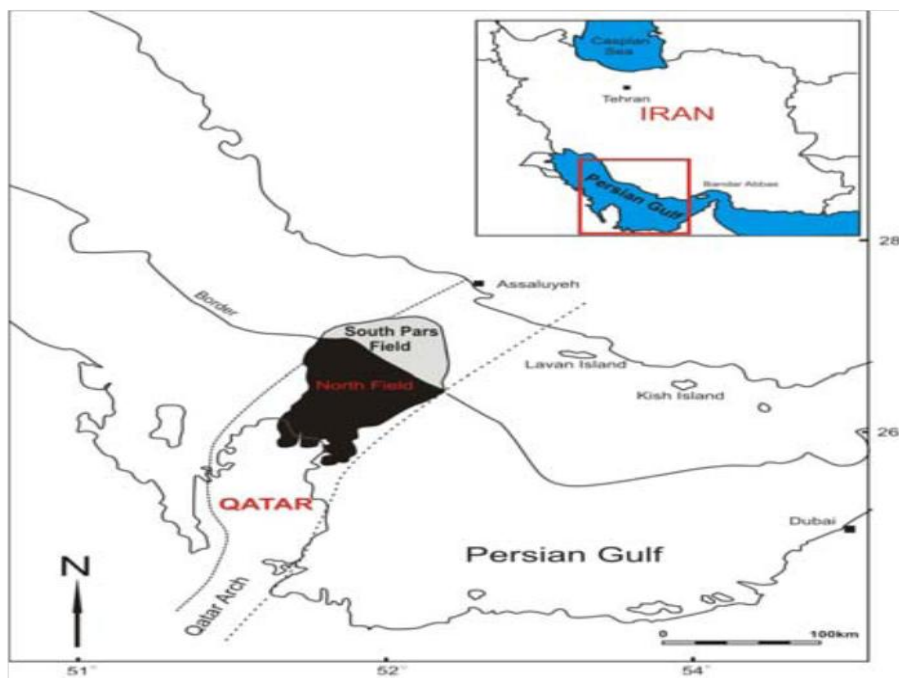 Caspian
Sea
Tehran
IRAN
Persian Gulf
Bandar Abbas
28
Assaluyeh
Border
South Pars
Field
Lavan Island
North Field
Kish Island
26
QATAR
Dubai
Persian Gulf
N
Qatar Arch
0 100km
51°
52°
54°